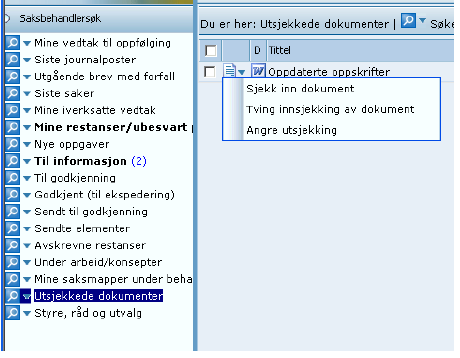 Saksbehandlersøk
Mine vedtak til oppfølging
Siste journalposter
Utgående brev med forfall
Siste saker
Mine iverksatte vedtak
Mine restanser/ubesvart
Nye oppgaver
Til informasjon (2)
Til godkjenning
Godkjent (til ekspedering)
Sendt til godkjenning
Sendte elementer
Avskrevne restanser
Under arbeid/konsepter
Mine saksmapper under beha
Utsjekkede dokumenter
Styre, råd og utvalg
Du er her: Utsjekkede dokumenter | Søke
D Tittel
W Oppdaterte oppskrifter
Sjekk inn dokument
Tving innsjekking av dokument
Angre utsjekking